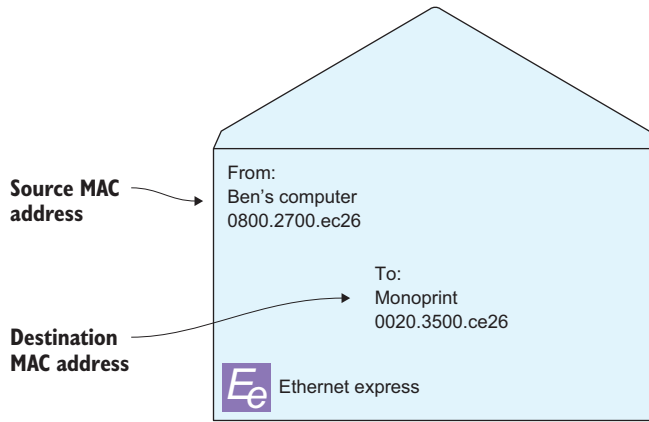 From:
Ben's computer
0800.2700.ec26
Source MAC
address
To:
Monoprint
0020.3500.ce26
Destination
MAC address
Ee Ethernet express